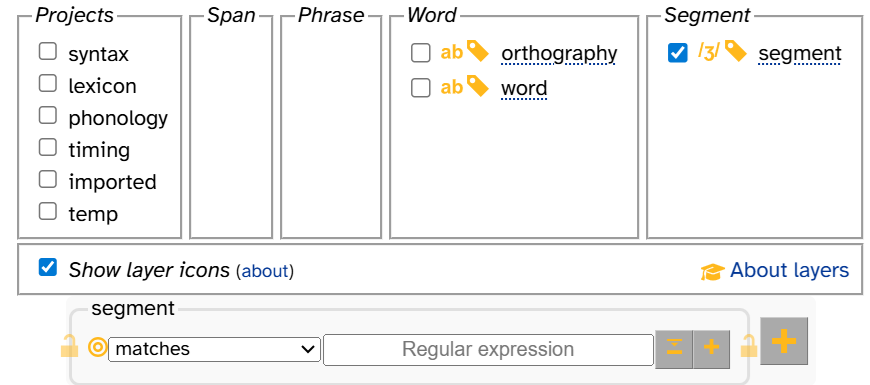 Projects Span Phrase Word Segment
syntax ab orthography /ʒ/ segment
lexicon ab word
phonology
timing
imported
temp
Show layer icons (about) About layers
segment
matches Regular expression